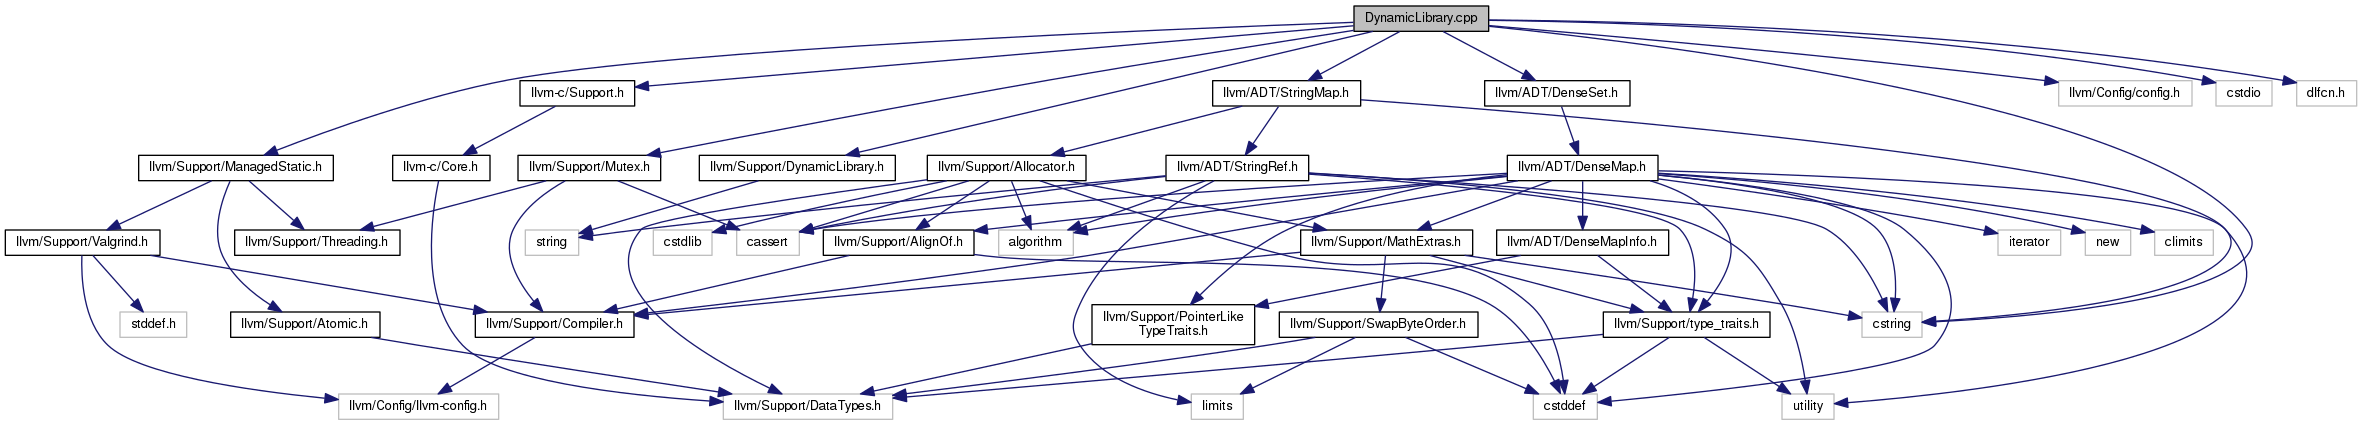 DynamicLibrary.cpp
llvm-c/Support.h
llvm/ADT/StringMap.h
llvm/ADT/DenseSet.h
llvm/Config/config.h
cstdio
dlfcn.h
llvm/Support/ManagedStatic.h
llvm-c/Core.h
llvm/Support/Mutex.h
llvm/Support/DynamicLibrary.h
llvm/Support/Allocator.h
llvm/ADT/StringRef.h
llvm/ADT/DenseMap.h
llvm/Support/Valgrind.h
llvm/Support/Threading.h
string
cstdlib
cassert
llvm/Support/AlignOf.h
algorithm
llvm/Support/MathExtras.h
llvm/ADT/DenseMapInfo.h
iterator
new
climits
stddef.h
llvm/Support/Atomic.h
llvm/Support/Compiler.h
llvm/Support/PointerLike
TypeTraits.h
llvm/Support/SwapByteOrder.h
llvm/Support/type_traits.h
cstring
llvm/Config/llvm-config.h
llvm/Support/DataTypes.h
limits
cstddef
utility